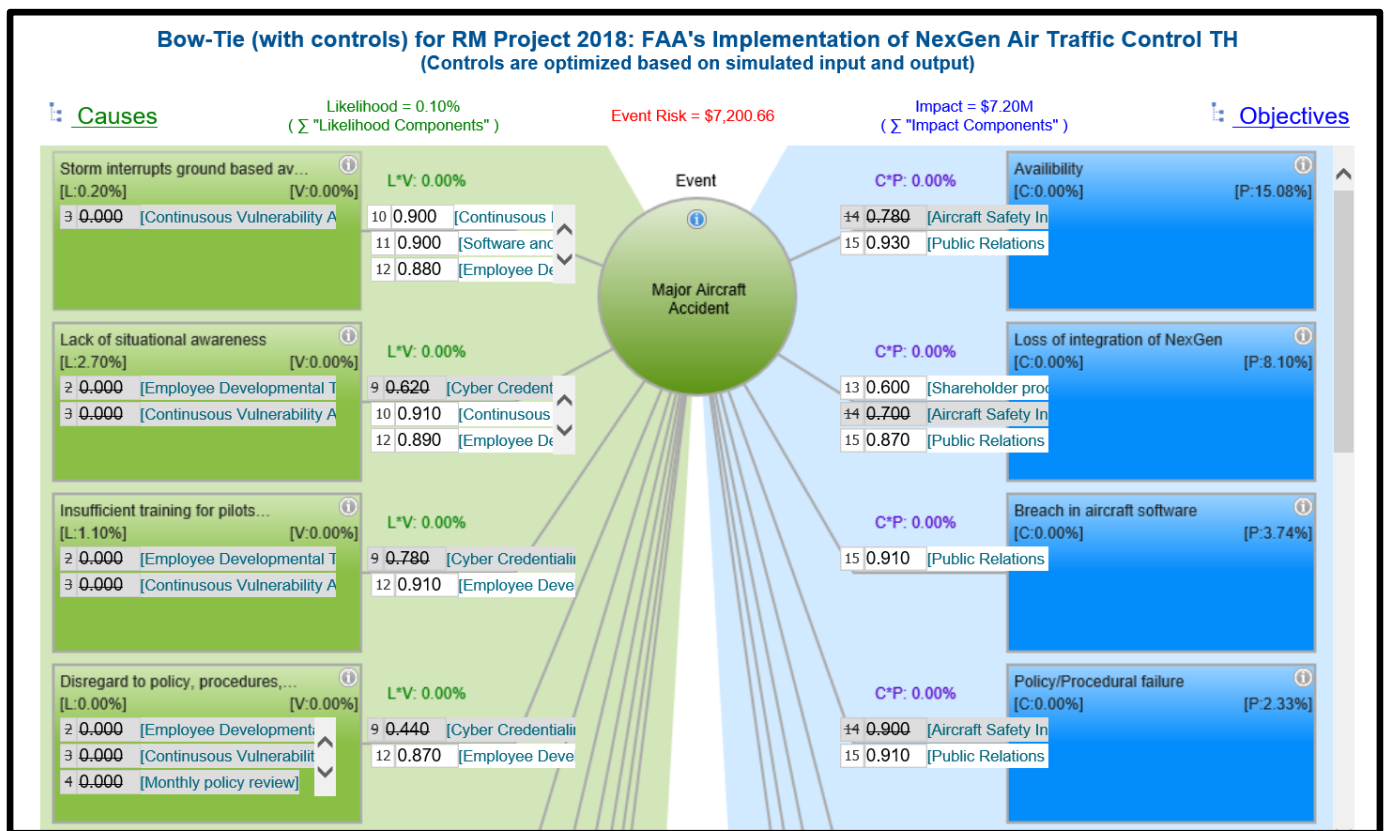 Bow-Tie (with controls) for RM Project 2018: FAA's Implementation of NexGen Air Traffic Control TH
(Controls are optimized based on simulated input and output)
Causes
Likelihood = 0.10%
( ∑ "Likelihood Components" )
Event Risk = $7,200.66
Impact = $7.20M
( ∑ "Impact Components" )
Objectives
Event
Major Aircraft
Accident
Storm interrupts ground based av...
[L:0.20%] [V:0.00%]
3 0.000 [Continusous Vulnerability A
L*V: 0.00%
10 0.900 [Continusous
11 0.900 [Software and
12 0.880 [Employee De
C*P: 0.00%
14 0.780 [Aircraft Safety In
15 0.930 [Public Relations
Availibility
[C:0.00%] [P:15.08%]
Lack of situational awareness
[L:2.70%] [V:0.00%]
2 0.000 [Employee Developmental T
3 0.000 [Continusous Vulnerability A
L*V: 0.00%
9 0.620 [Cyber Credent
10 0.910 [Continusous
12 0.890 [Employee De
C*P: 0.00%
13 0.600 [Shareholder proc
14 0.700 [Aircraft Safety In
15 0.870 [Public Relations
Loss of integration of NexGen
[C:0.00%] [P:8.10%]
Insufficient training for pilots...
[L:1.10%] [V:0.00%]
2 0.000 [Employee Developmental T
3 0.000 [Continusous Vulnerability A
L*V: 0.00%
9 0.780 [Cyber Credentialin
12 0.910 [Employee Deve
C*P: 0.00%
15 0.910 [Public Relations
Breach in aircraft software
[C:0.00%] [P:3.74%]
Disregard to policy, procedures,...
[L:0.00%] [V:0.00%]
2 0.000 [Employee Developmenta
3 0.000 [Continusous Vulnerabilit
4 0.000 [Monthly policy review]
L*V: 0.00%
9 0.440 [Cyber Credentialin
12 0.870 [Employee Deve
C*P: 0.00%
14 0.900 [Aircraft Safety In
15 0.910 [Public Relations
Policy/Procedural failure
[C:0.00%] [P:2.33%]